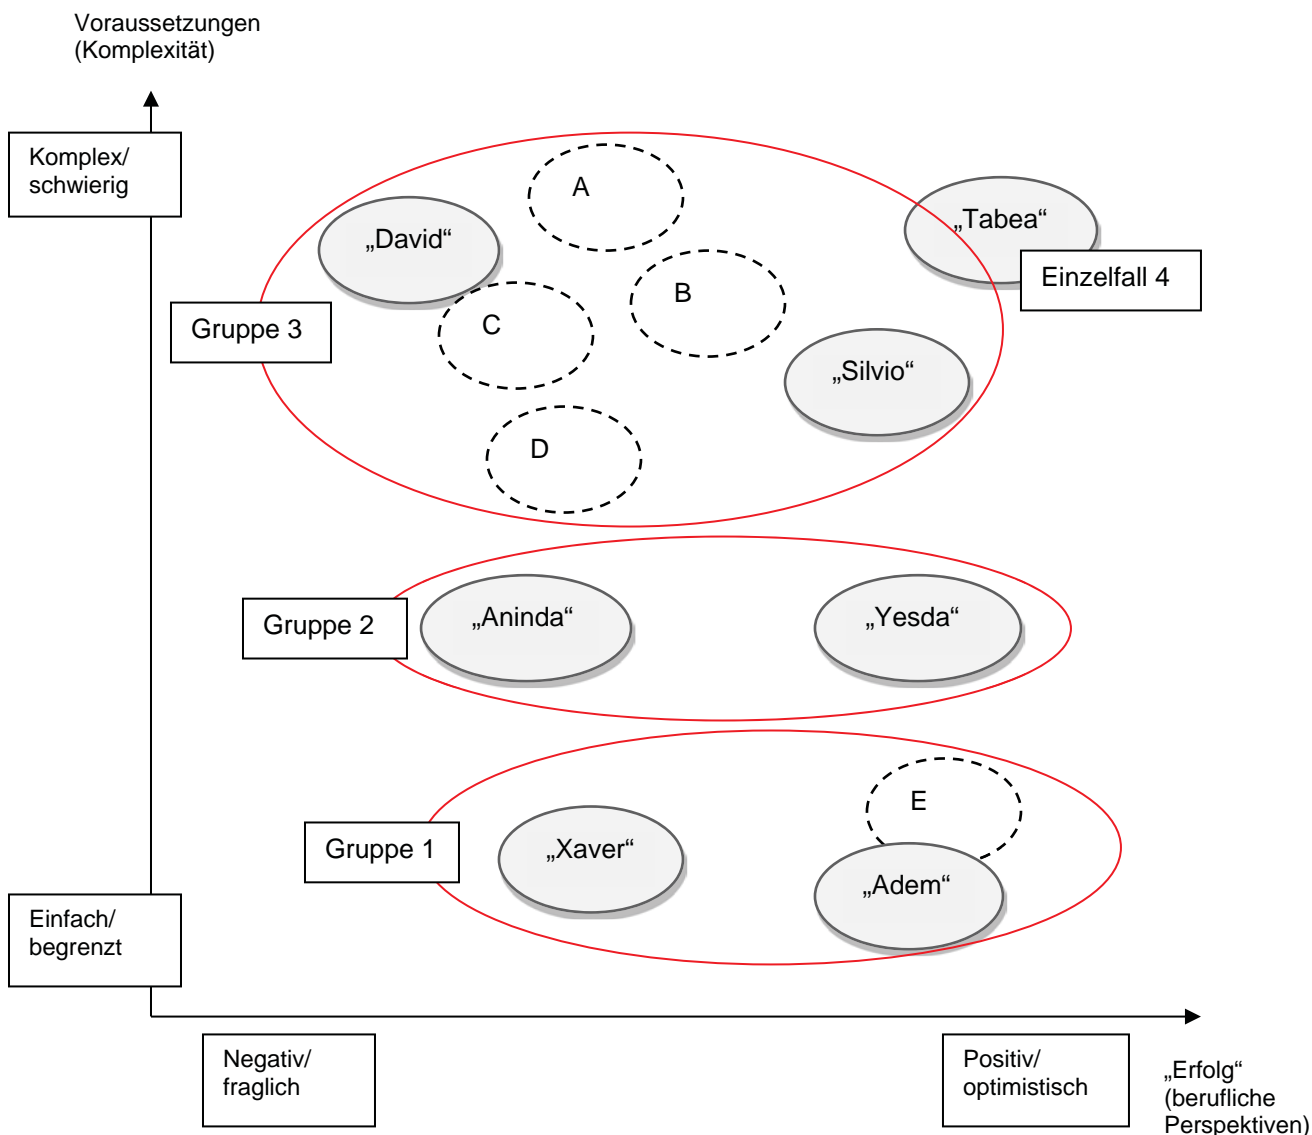 Voraussetzungen
(Komplexität)
Komplex/
schwierig
A
„David“
„Tabea“
Einzelfall 4
B
Gruppe 3
C
„Silvio“
D
Gruppe 2
„Aninda“
„Yesda“
E
Gruppe 1
„Xaver“
„Adem“
Einfach/
begrenzt
Negativ/
fraglich
Positiv/
optimistisch
„Erfolg“
(berufliche
Perspektiven)